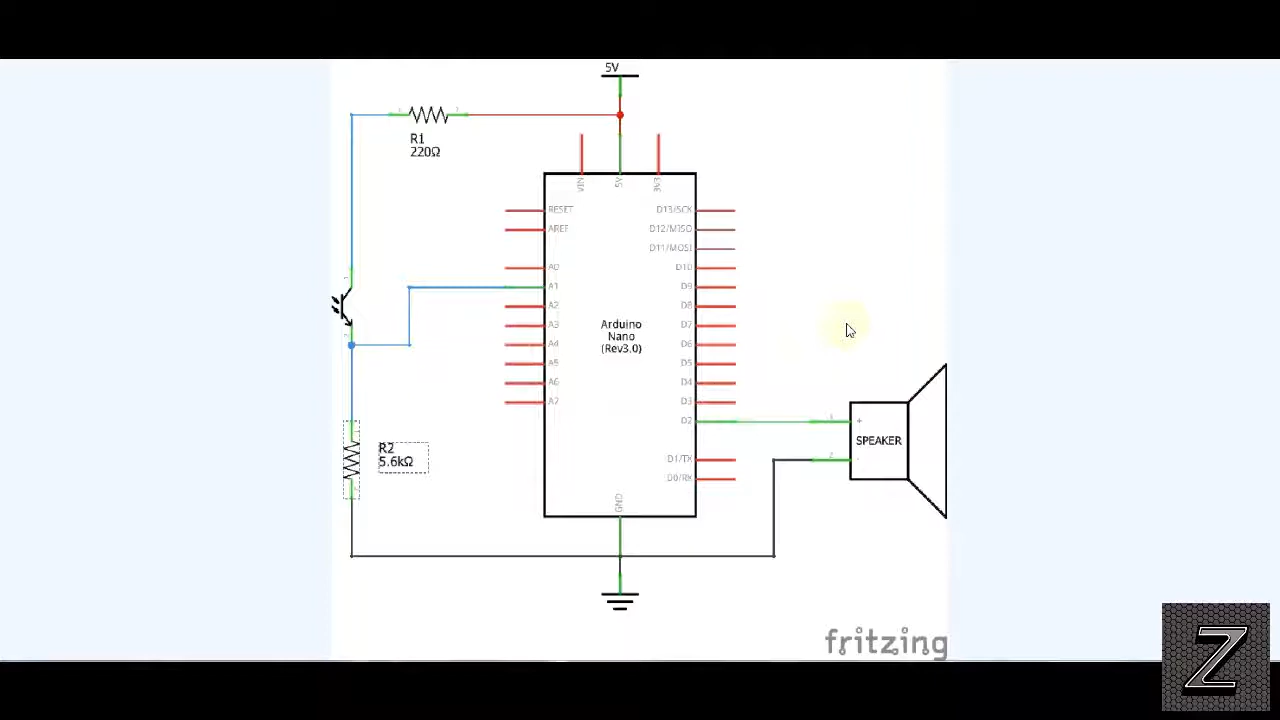 5V
R1
220Ω
VIN
5V
3V3
RESET
D13/SCK
AREF
D12/MISO
D11/MOSI
A0
D10
A1
D9
A2
D8
A3
D7
A4
D6
A5
D5
A6
D4
A7
D3
D2
D1/TX
D0/RX
GND
Arduino
Nano
(Rev3.0)
R2
5.6kΩ
+
SPEAKER
-
fritzing
Z